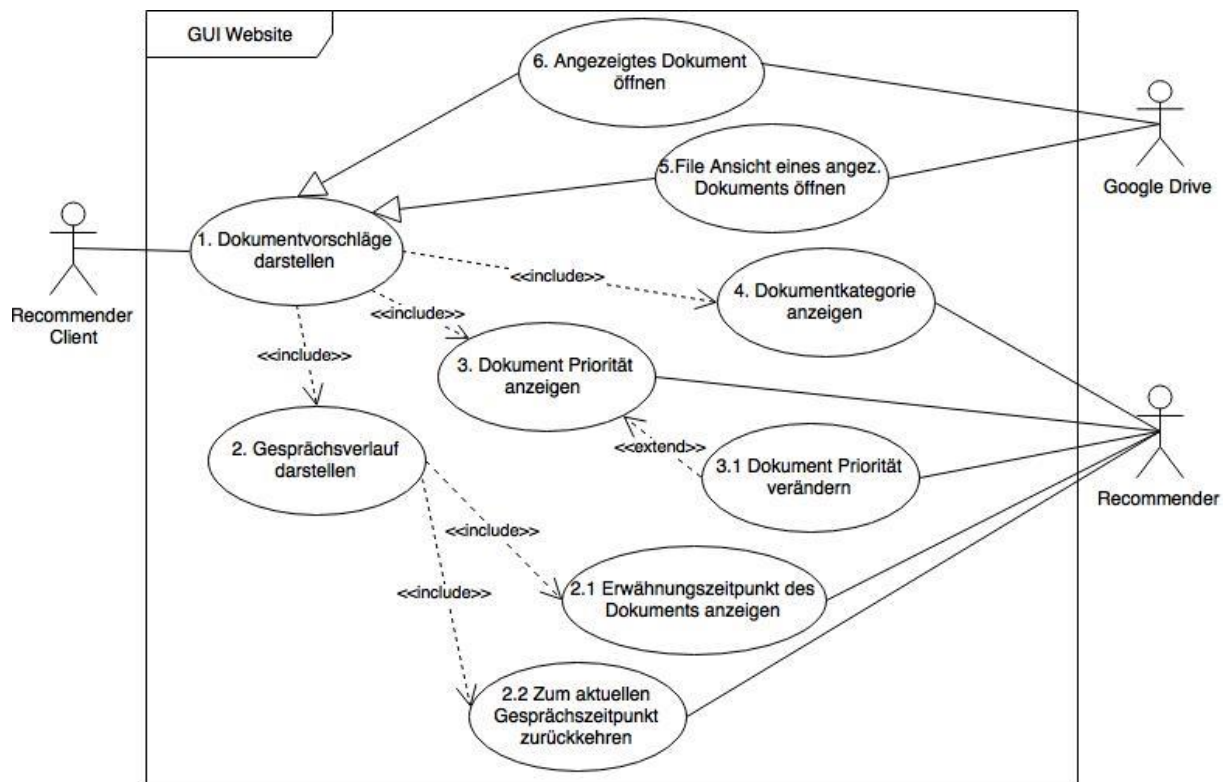 GUI Website
6. Angezeigtes Dokument
öffnen
5.File Ansicht eines angez.
Dokuments öffnen
Google Drive
1. Dokumentvorschläge
darstellen
Recommender
Client
<<include>>
4. Dokumentkategorie
anzeigen
<<include>>
<<include>>
3. Dokument Priorität
anzeigen
2. Gesprächsverlauf
darstellen
<<extend>>
3.1 Dokument Priorität
verändern
Recommender
<<include>>
2.1 Erwähnungszeitpunkt des
Dokuments anzeigen
<<include>>
2.2 Zum aktuellen
Gesprächszeitpunkt
zurückkehren